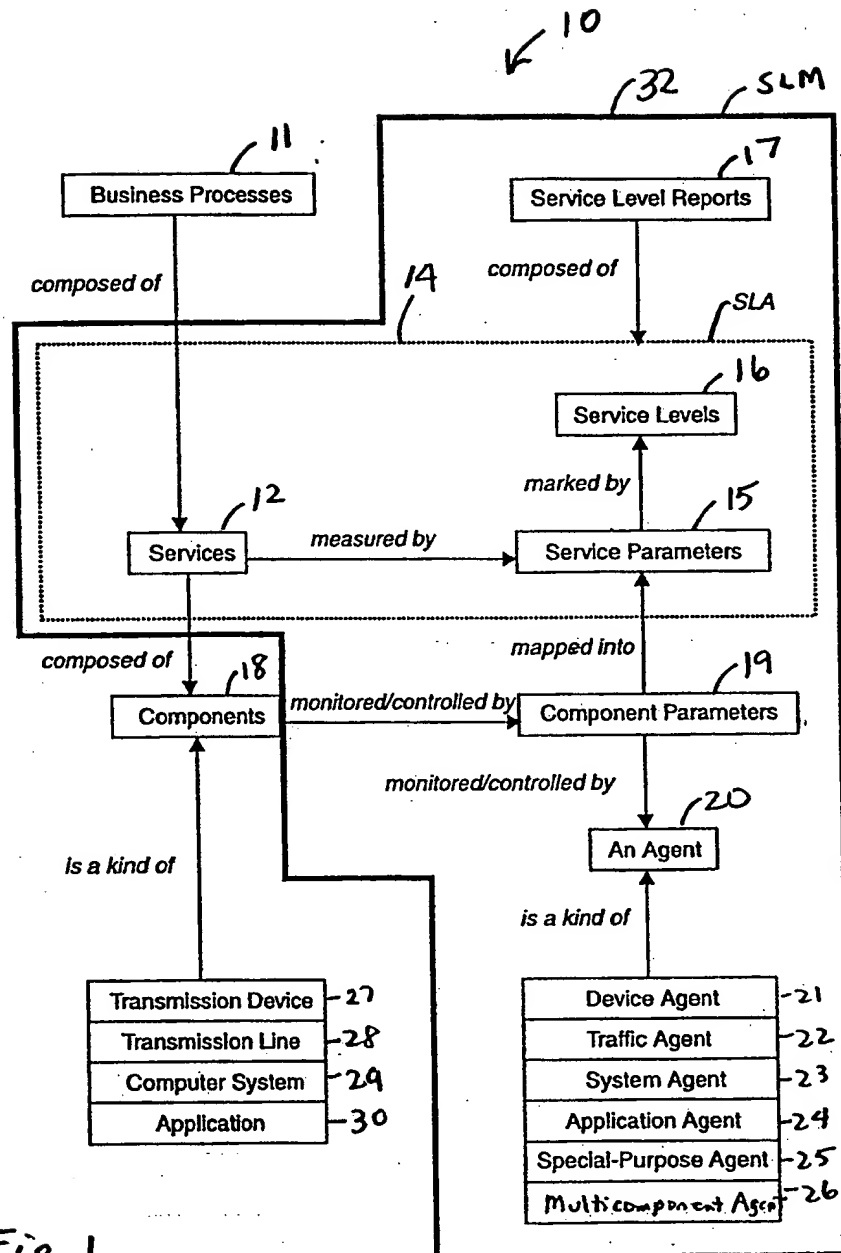 10
32 SLM
11
17
Business Processes
Service Level Reports
composed of
composed of
14
SLA
16
Service Levels
marked by
12
15
Services
measured by
Service Parameters
composed of
mapped into
18
19
Components
monitored/controlled by
Component Parameters
monitored/controlled by
20
An Agent
is a kind of
is a kind of
Transmission Device 27
Transmission Line 28
Computer System 29
Application 30
Device Agent 21
Traffic Agent 22
System Agent 23
Application Agent 24
Special-Purpose Agent 25
Multicomponent Agent 26
Fig. 1